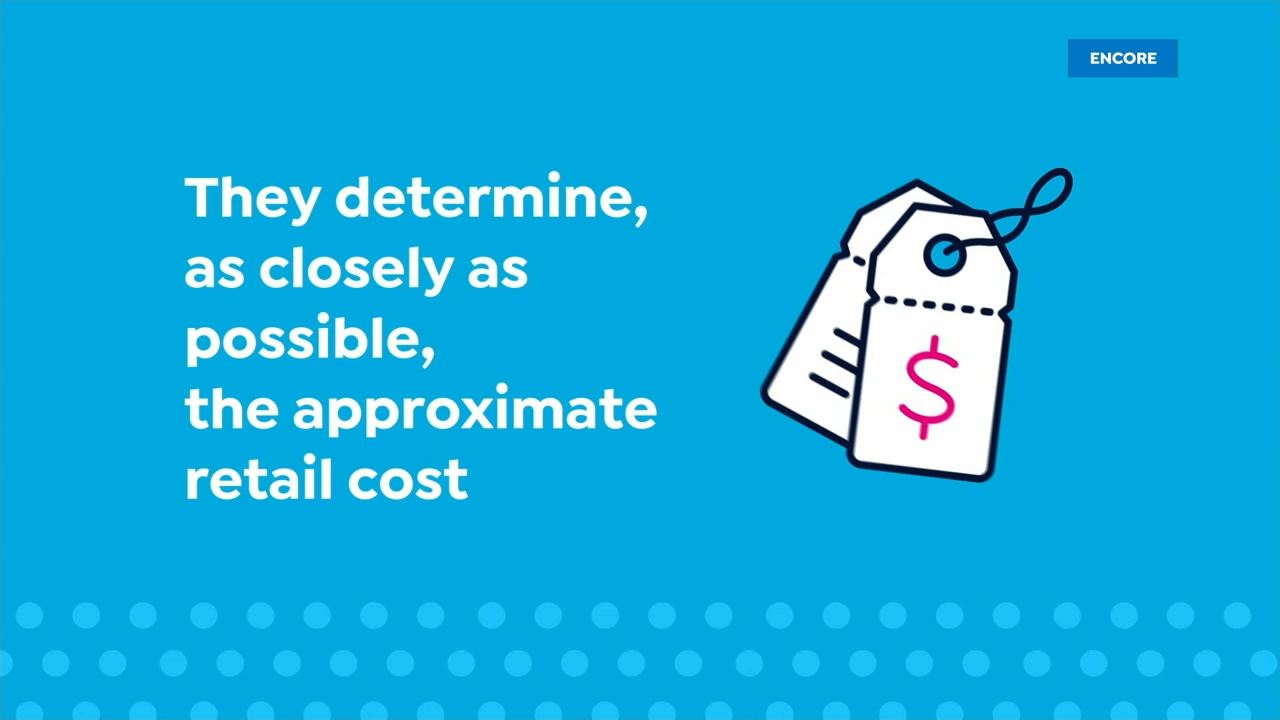 ENCORE
They determine,
as closely as
possible,
the approximate
retail cost
$